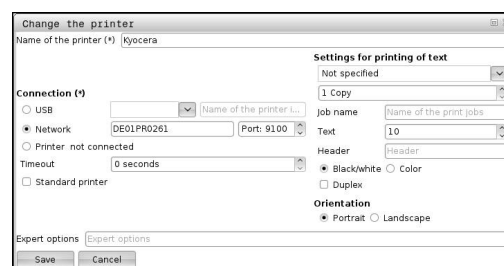 Change the printer
Name of the printer (*) Kyocera
Settings for printing of text
Not specified
Connection (*)
1 Copy
USB Name of the printer i...
Job name Name of the print jobs
Network DE01PR0261 Port: 9100
Text 10
Printer not connected
Header Header
Timeout 0 seconds
Black/white Color
Standard printer
Duplex
Orientation
Portrait Landscape
Expert options Expert options
Save Cancel